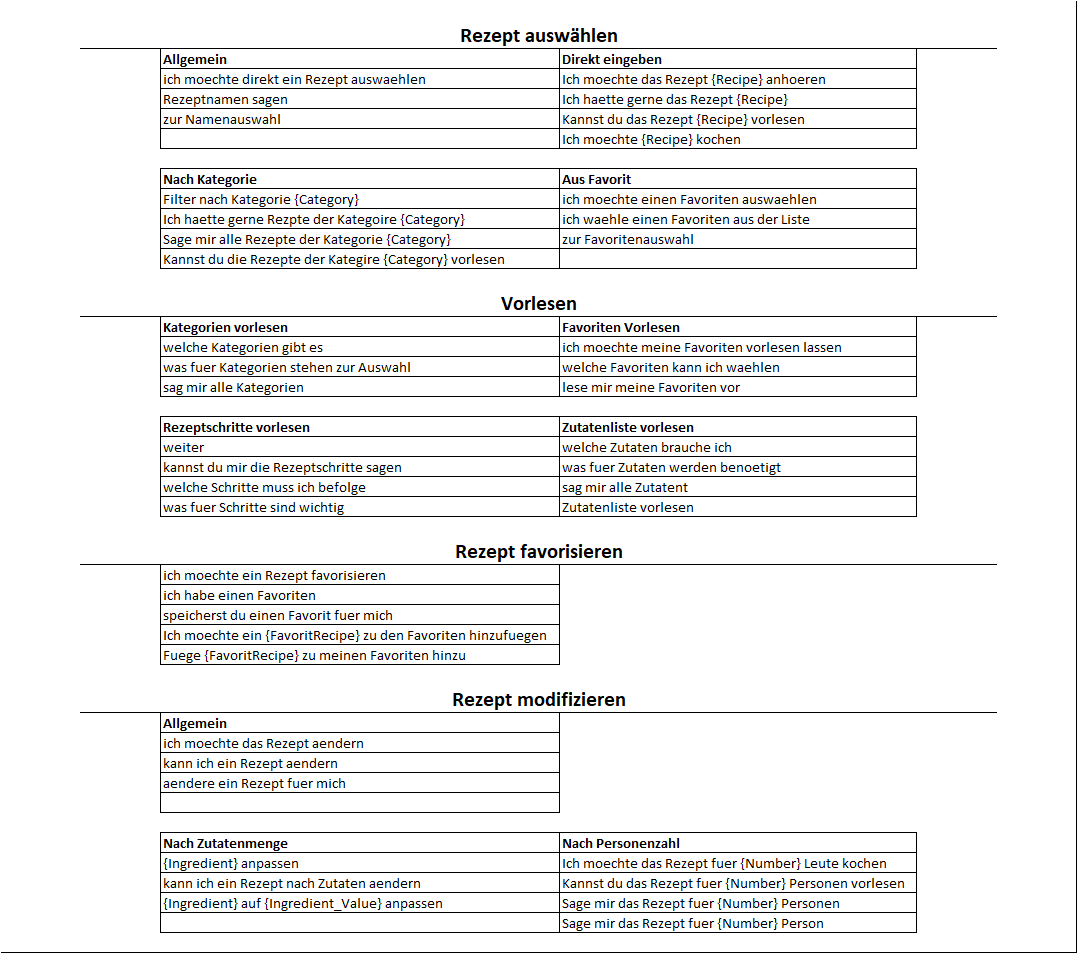 Rezept auswählen
Allgemein
Direkt eingeben
ich moechte direkt ein Rezept auswaehlen
Ich moechte das Rezept {Recipe} anhoeren
Rezeptnamen sagen
Ich haette gerne das Rezept {Recipe}
zur Namenauswahl
Kannst du das Rezept {Recipe} vorlesen
Ich moechte {Recipe} kochen
Nach Kategorie
Aus Favorit
Filter nach Kategorie {Category}
ich moechte einen Favoriten auswaehlen
Ich haette gerne Rezpte der Kategoire {Category}
ich waehle einen Favoriten aus der Liste
Sage mir alle Rezepte der Kategorie {Category}
zur Favoritenauswahl
Kannst du die Rezepte der Kategire {Category} vorlesen
Vorlesen
Kategorien vorlesen
Favoriten Vorlesen
welche Kategorien gibt es
ich moechte meine Favoriten vorlesen lassen
was fuer Kategorien stehen zur Auswahl
welche Favoriten kann ich waehlen
sag mir alle Kategorien
lese mir meine Favoriten vor
Rezeptschritte vorlesen
Zutatenliste vorlesen
weiter
welche Zutaten brauche ich
kannst du mir die Rezeptschritte sagen
was fuer Zutaten werden benoetigt
welche Schritte muss ich befolge
sag mir alle Zutatent
was fuer Schritte sind wichtig
Zutatenliste vorlesen
Rezept favorisieren
ich moechte ein Rezept favorisieren
ich habe einen Favoriten
speicherst du einen Favorit fuer mich
Ich moechte ein {FavoritRecipe} zu den Favoriten hinzufuegen
Fuege {FavoritRecipe} zu meinen Favoriten hinzu
Rezept modifizieren
Allgemein
ich moechte das Rezept aendern
kann ich ein Rezept aendern
aendere ein Rezept fuer mich
Nach Zutatenmenge
Nach Personenzahl
{Ingredient} anpassen
Ich moechte das Rezept fuer {Number} Leute kochen
kann ich ein Rezept nach Zutaten aendern
Kannst du das Rezept fuer {Number} Personen vorlesen
{Ingredient} auf {Ingredient_Value} anpassen
Sage mir das Rezept fuer {Number} Personen
Sage mir das Rezept fuer {Number} Person